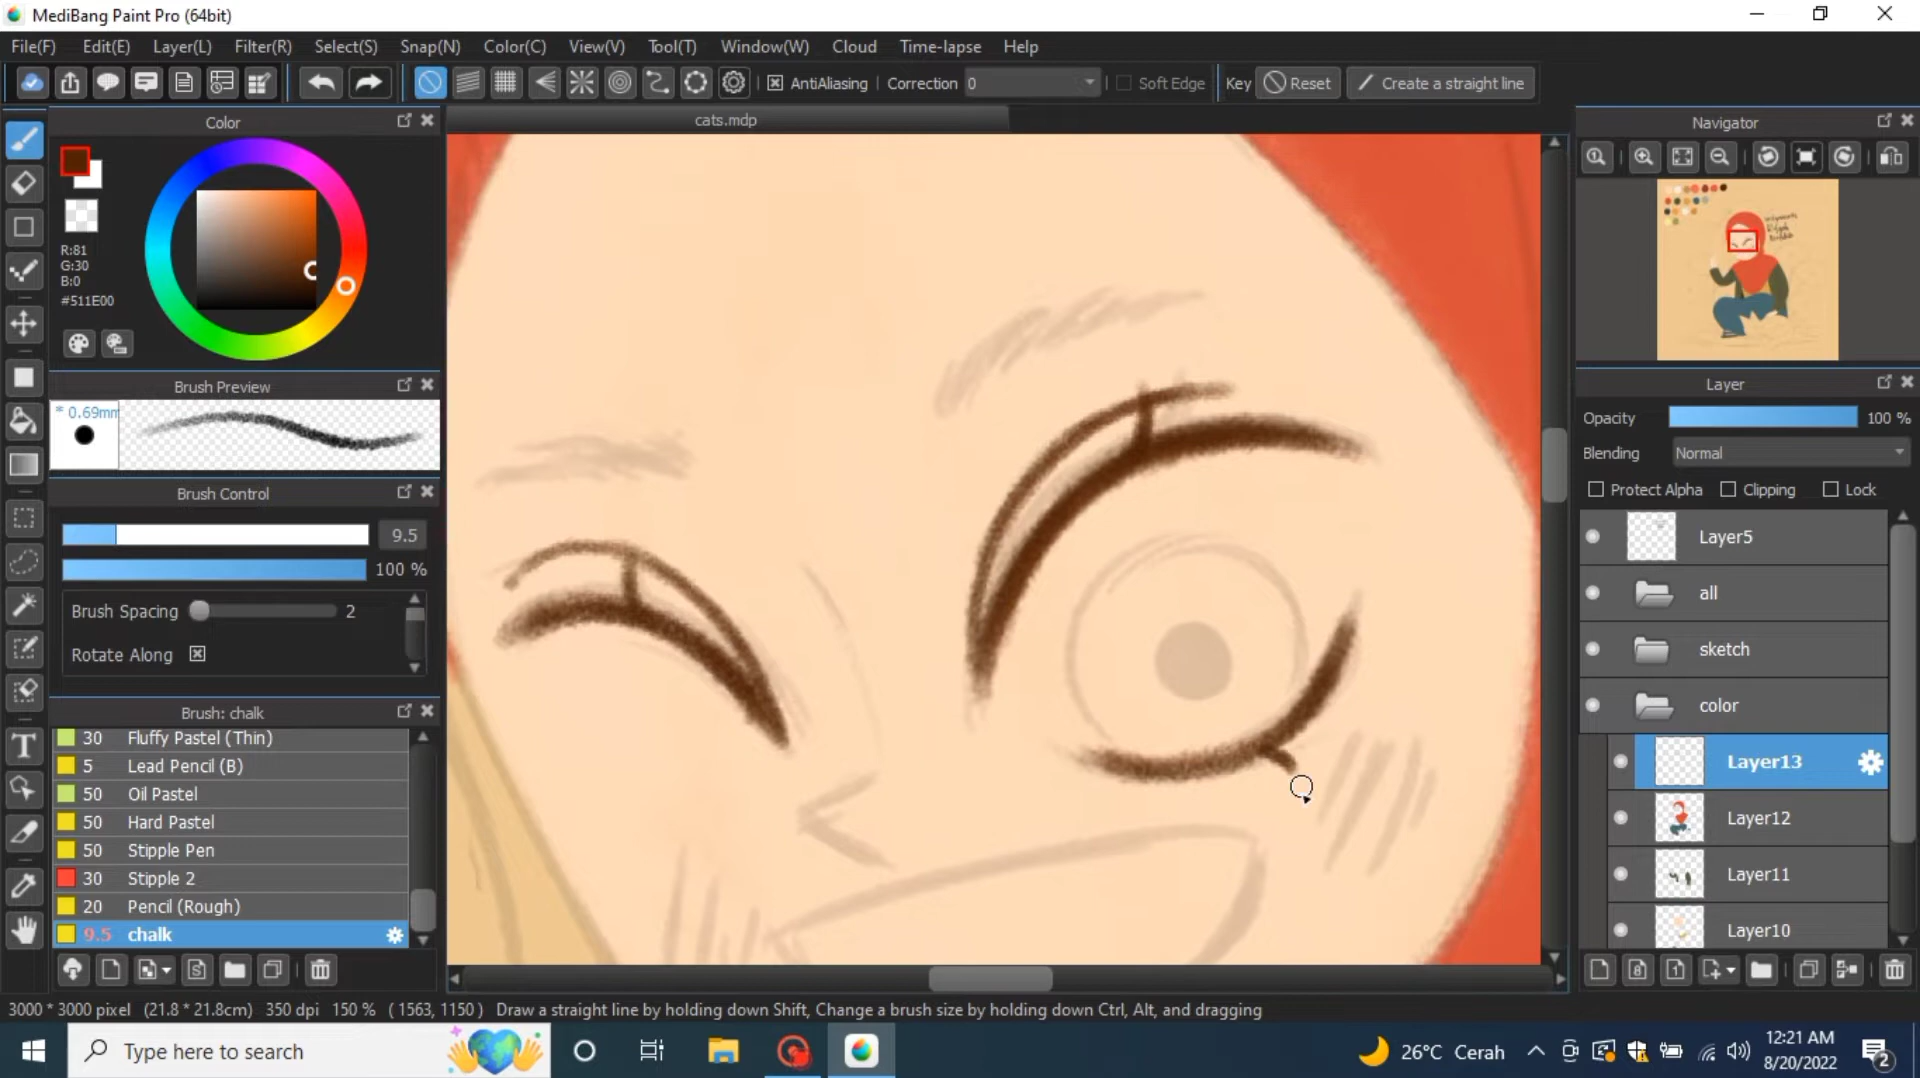 MediBang Paint Pro (64bit)
File(F) Edit(E) Layer(L) Filter(R) Select(S) Snap(N) Color(C) View(V) Tool(T) Window(W) Cloud Time-lapse Help
AntiAliasing Correction 0 Soft Edge Key Reset Create a straight line
Color
cats.mdp
Navigator
R:81
G:30
B:0
#511E00
Brush Preview
* 0.69mm
Layer
Opacity 100 %
Blending Normal
Protect Alpha Clipping Lock
Brush Control
9.5
100 %
Brush Spacing 2
Rotate Along
Layer5
all
sketch
color
Layer13
Layer12
Layer11
Layer10
Brush: chalk
30 Fluffy Pastel (Thin)
5 Lead Pencil (B)
50 Oil Pastel
50 Hard Pastel
50 Stipple Pen
30 Stipple 2
20 Pencil (Rough)
9.5 chalk
3000 * 3000 pixel (21.8 * 21.8cm) 350 dpi 150 % ( 1563, 1150 ) Draw a straight line by holding down Shift, Change a brush size by holding down Ctrl, Alt, and dragging
Type here to search
26°C Cerah
12:21 AM
8/20/2022
2